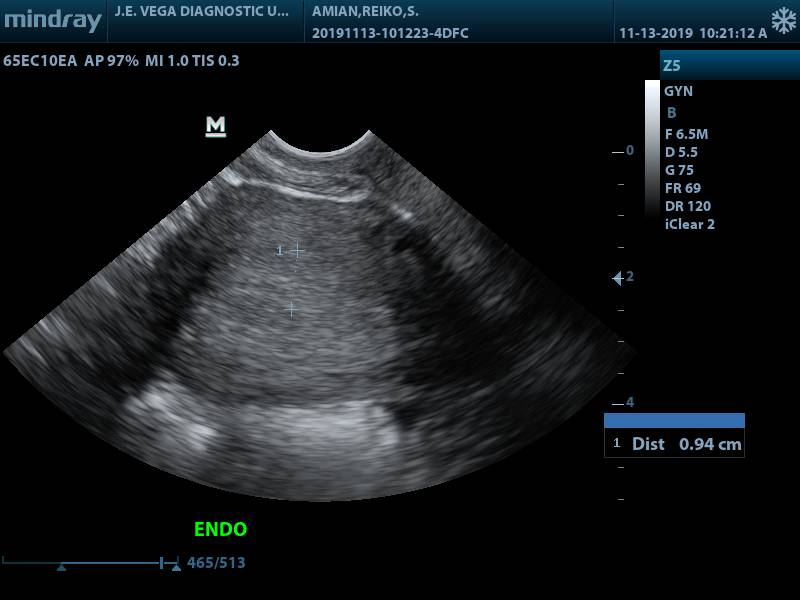 mindray
J.E. VEGA DIAGNOSTIC U...
AMIAN,REIKO,S.
20191113-101223-4DFC
11-13-2019 10:21:12 A
65EC10EA AP 97% MI 1.0 TIS 0.3
Z5
GYN
B
F 6.5M
D 5.5
G 75
FR 69
DR 120
iClear 2
M
0
1
2
4
1 Dist 0.94 cm
ENDO
465/513